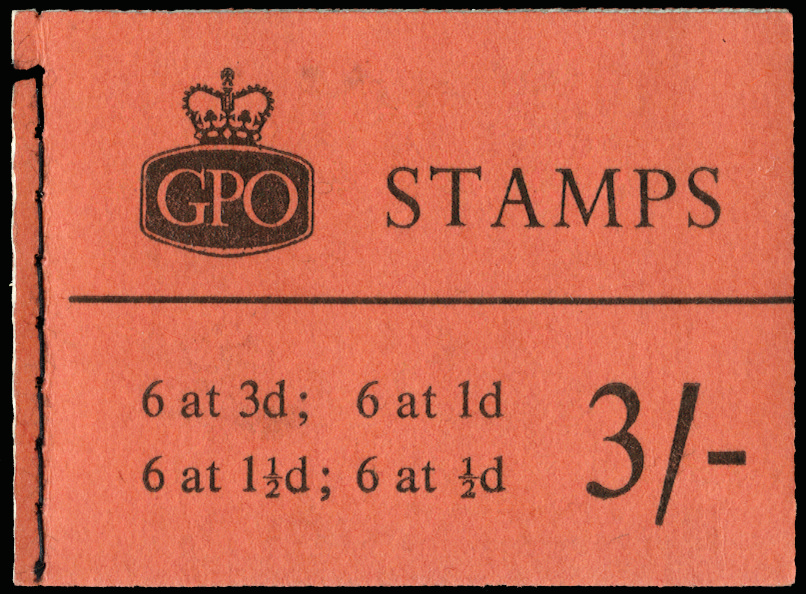 GPO
STAMPS
6 at 3d; 6 at 1d
6 at 1½d; 6 at ½d
3/-